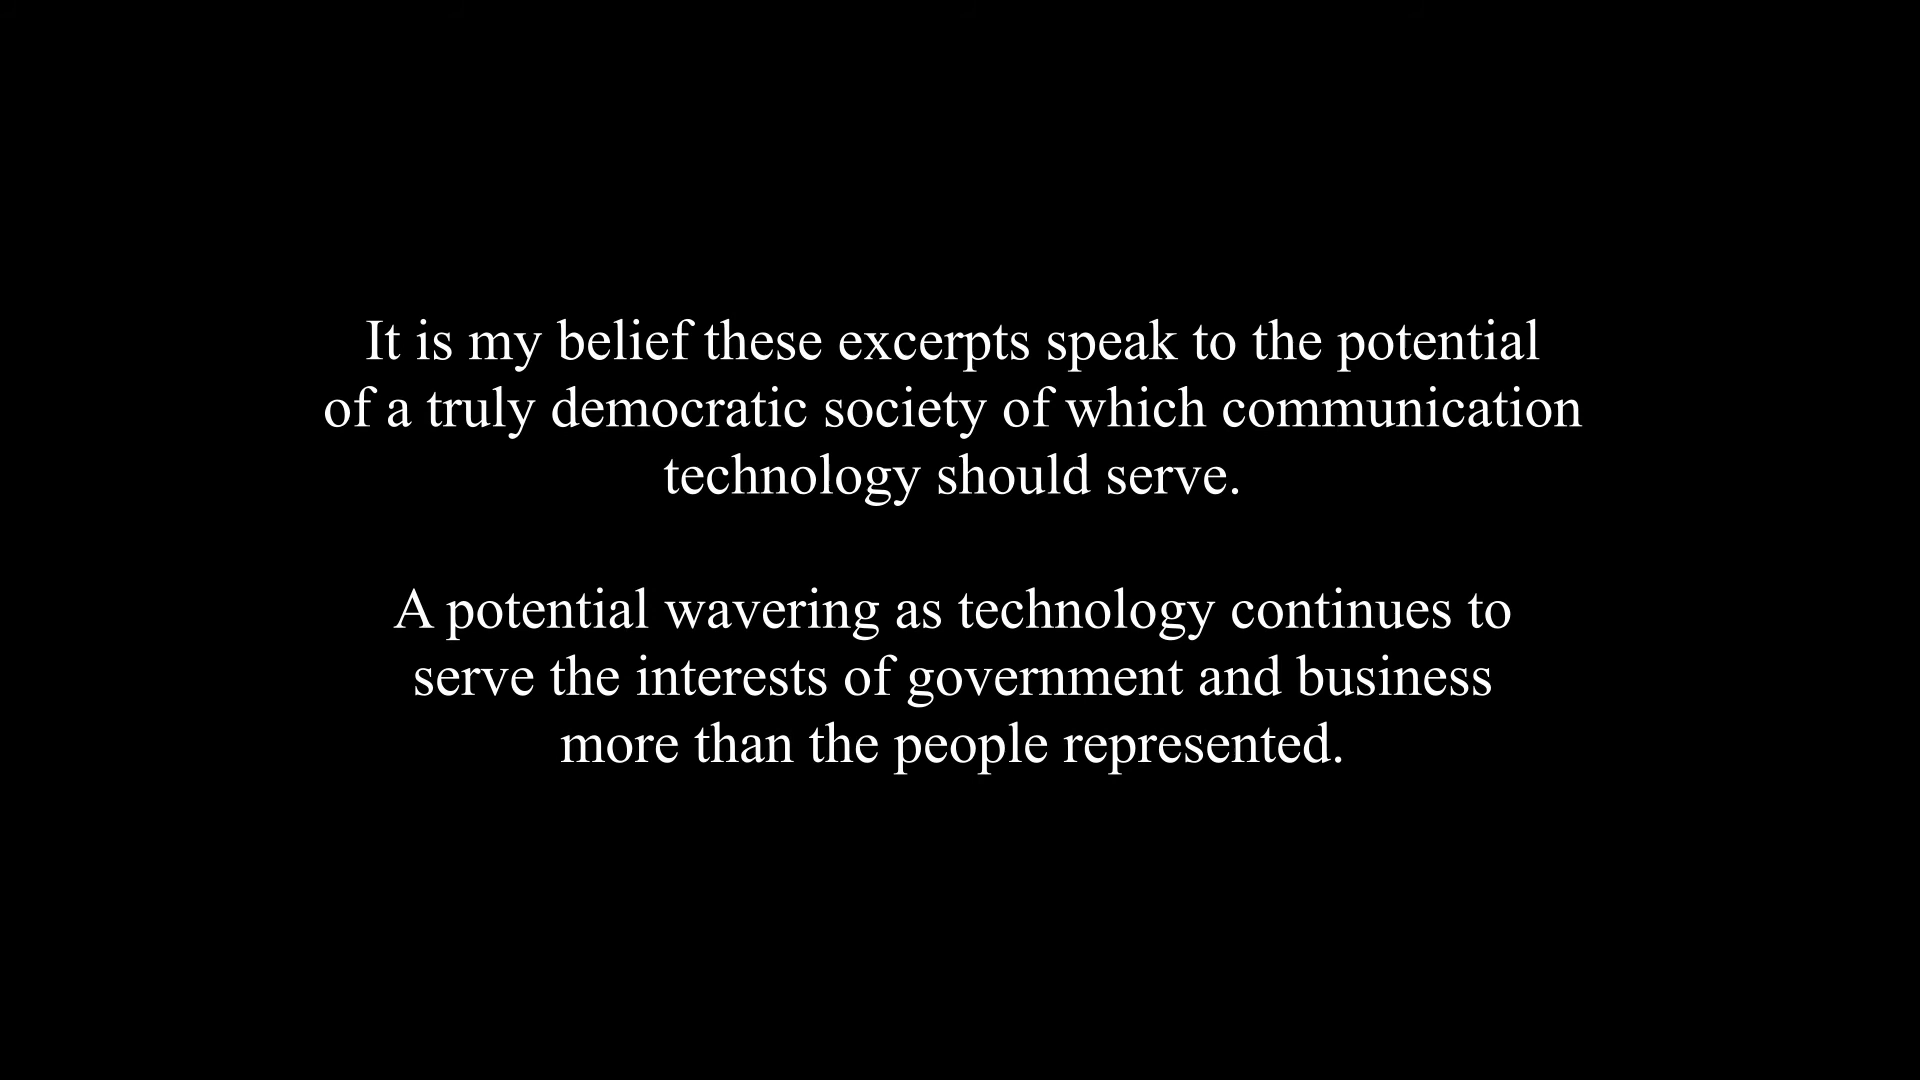 It is my belief these excerpts speak to the potential
of a truly democratic society of which communication
technology should serve.
A potential wavering as technology continues to
serve the interests of government and business
more than the people represented.